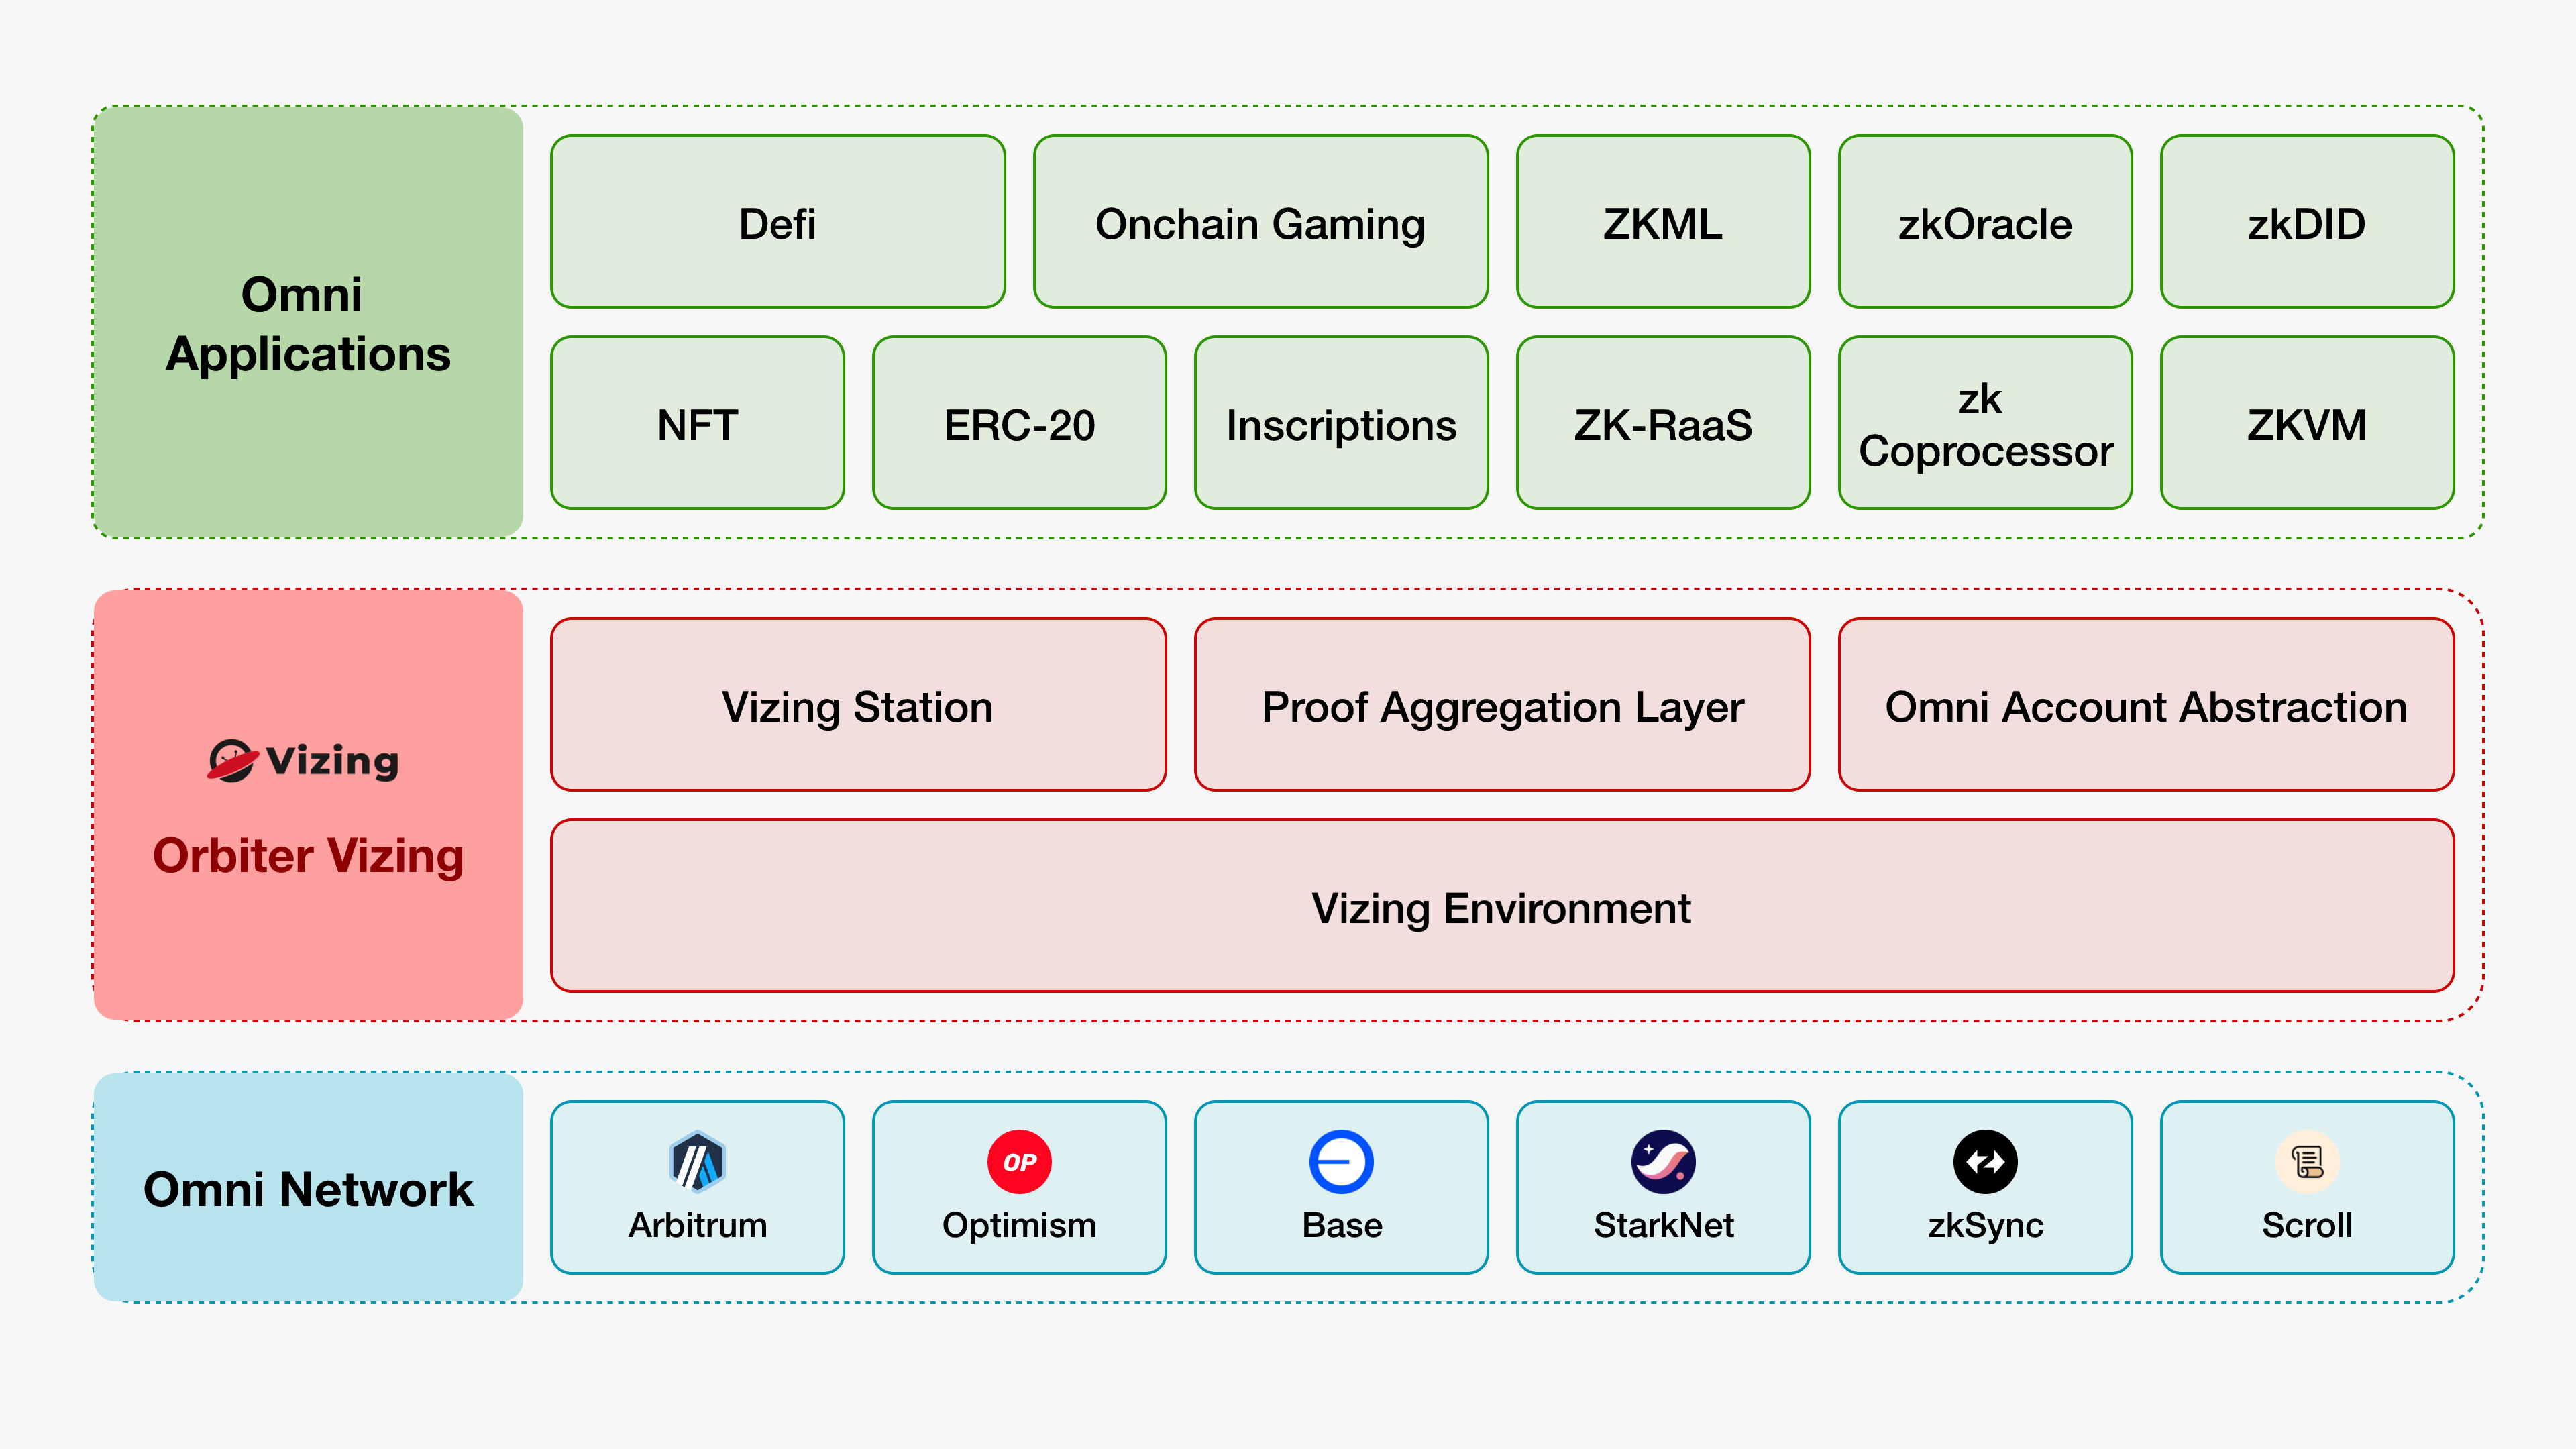 Omni
Applications
Defi
Onchain Gaming
ZKML
zkOracle
zkDID
NFT
ERC-20
Inscriptions
ZK-RaaS
zk
Coprocessor
ZKVM
Vizing
Orbiter Vizing
Vizing Station
Proof Aggregation Layer
Omni Account Abstraction
Vizing Environment
Omni Network
Arbitrum
OP
Optimism
Base
StarkNet
zkSync
Scroll